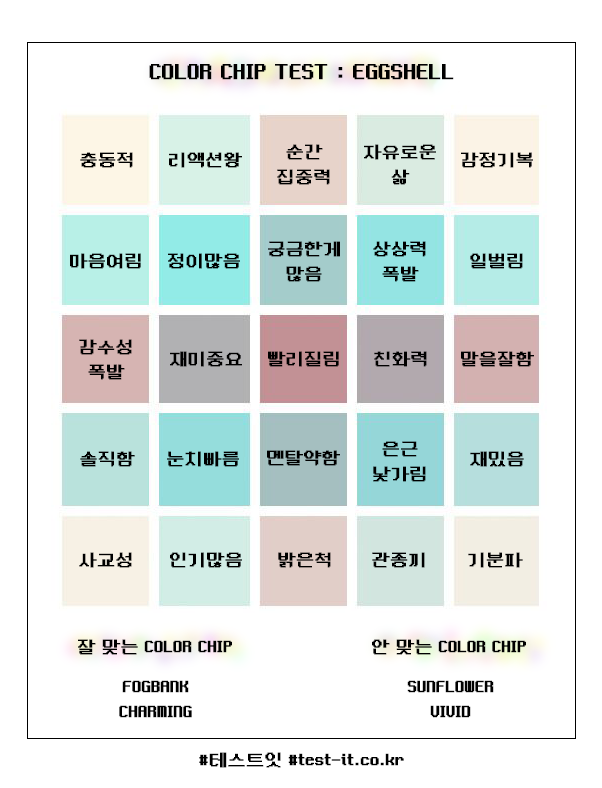 COLOR CHIP TEST : EGGSHELL
충동적
리액션왕
순간
집중력
자유로운
삶
감정기복
마음여림
정이많음
궁금한게
많음
상상력
폭발
일벌림
감수성
폭발
재미중요
빨리질림
친화력
말을잘함
솔직함
눈치빠름
멘탈약함
은근
낯가림
재밌음
사교성
인기많음
밝은척
관종끼
기분파
잘 맞는 COLOR CHIP
안 맞는 COLOR CHIP
FOGBANK
CHARMING
SUNFLOWER
VIVID
#테스트잇 #test-it.co.kr